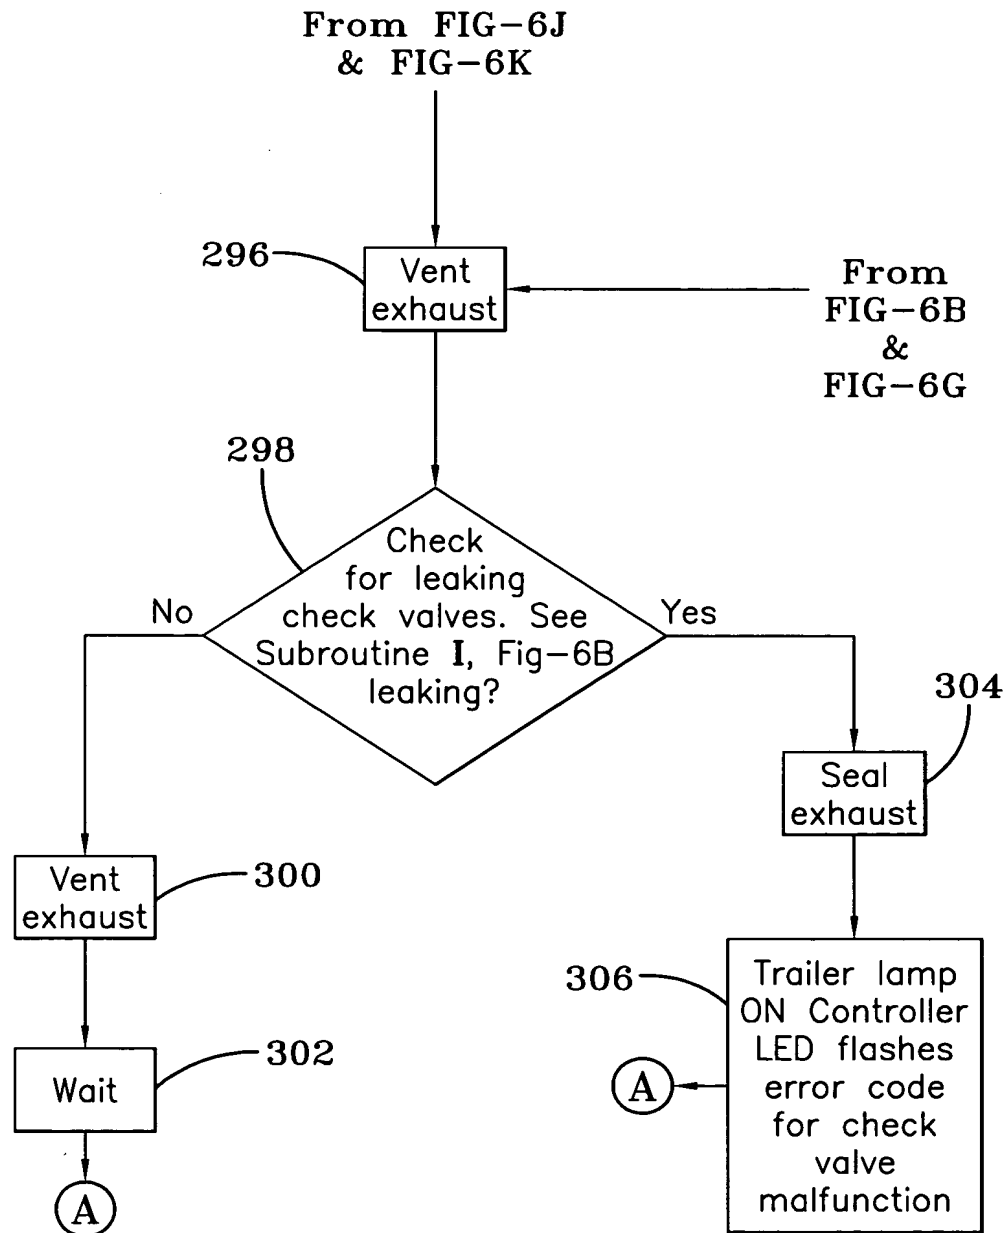 From FIG-6J
& FIG-6K
296
Vent
exhaust
From
FIG-6B
&
FIG-6G
298
Check
for leaking
check valves. See
Subroutine I, Fig-6B
leaking?
No
Yes
304
Seal
exhaust
Vent
exhaust
300
306
Trailer lamp
ON Controller
LED flashes
error code
for check
valve
malfunction
A
302
Wait
A